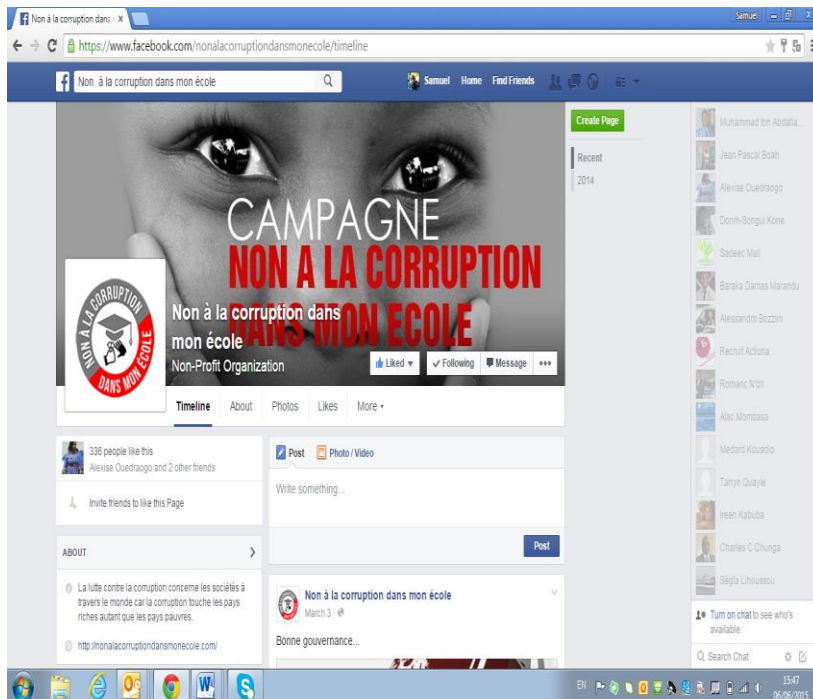 Non à la corruption dans
Samuel
https://www.facebook.com/nonalacorruptiondansmonecole/timeline
Non à la corruption dans mon école
Samuel Home Find Friends
CAMPAGNE
NON A LA CORRUPTION
DANS MON ECOLE
NON À LA CORRUPTION
DANS MON
Non à la corruption dans
mon école
Non-Profit Organization
Liked
Following
Message
Timeline About Photos Likes More
Create Page
Recent
2014
336 people like this
Alexise Ouedraogo and 2 other friends
Invite friends to like this Page
ABOUT
La lutte contre la corruption concerne les sociétés à
travers le monde car la corruption touche les pays
riches autant que les pays pauvres.
http://nonalacorruptiondansmonecole.com/
Post Photo / Video
Write something...
Post
Non à la corruption dans mon école
March 3
Bonne gouvernance...
Muhammad Ibn Abdalla...
Jean Pascal Boah
Alexise Ouedraogo
Donih-Bongui Kone
Sadeec Mali
Baraka Damas Marandu
Alessandro Bozzini
Recruit Actiona
Romaric N'dri
Alac Mombasa
Medard Kouadio
Tarryn Quayle
Ireen Kabuba
Charles C Chunga
Segla Lihoussou
Turn on chat to see who's
available.
Search Chat
EN
15:47
06/06/2015